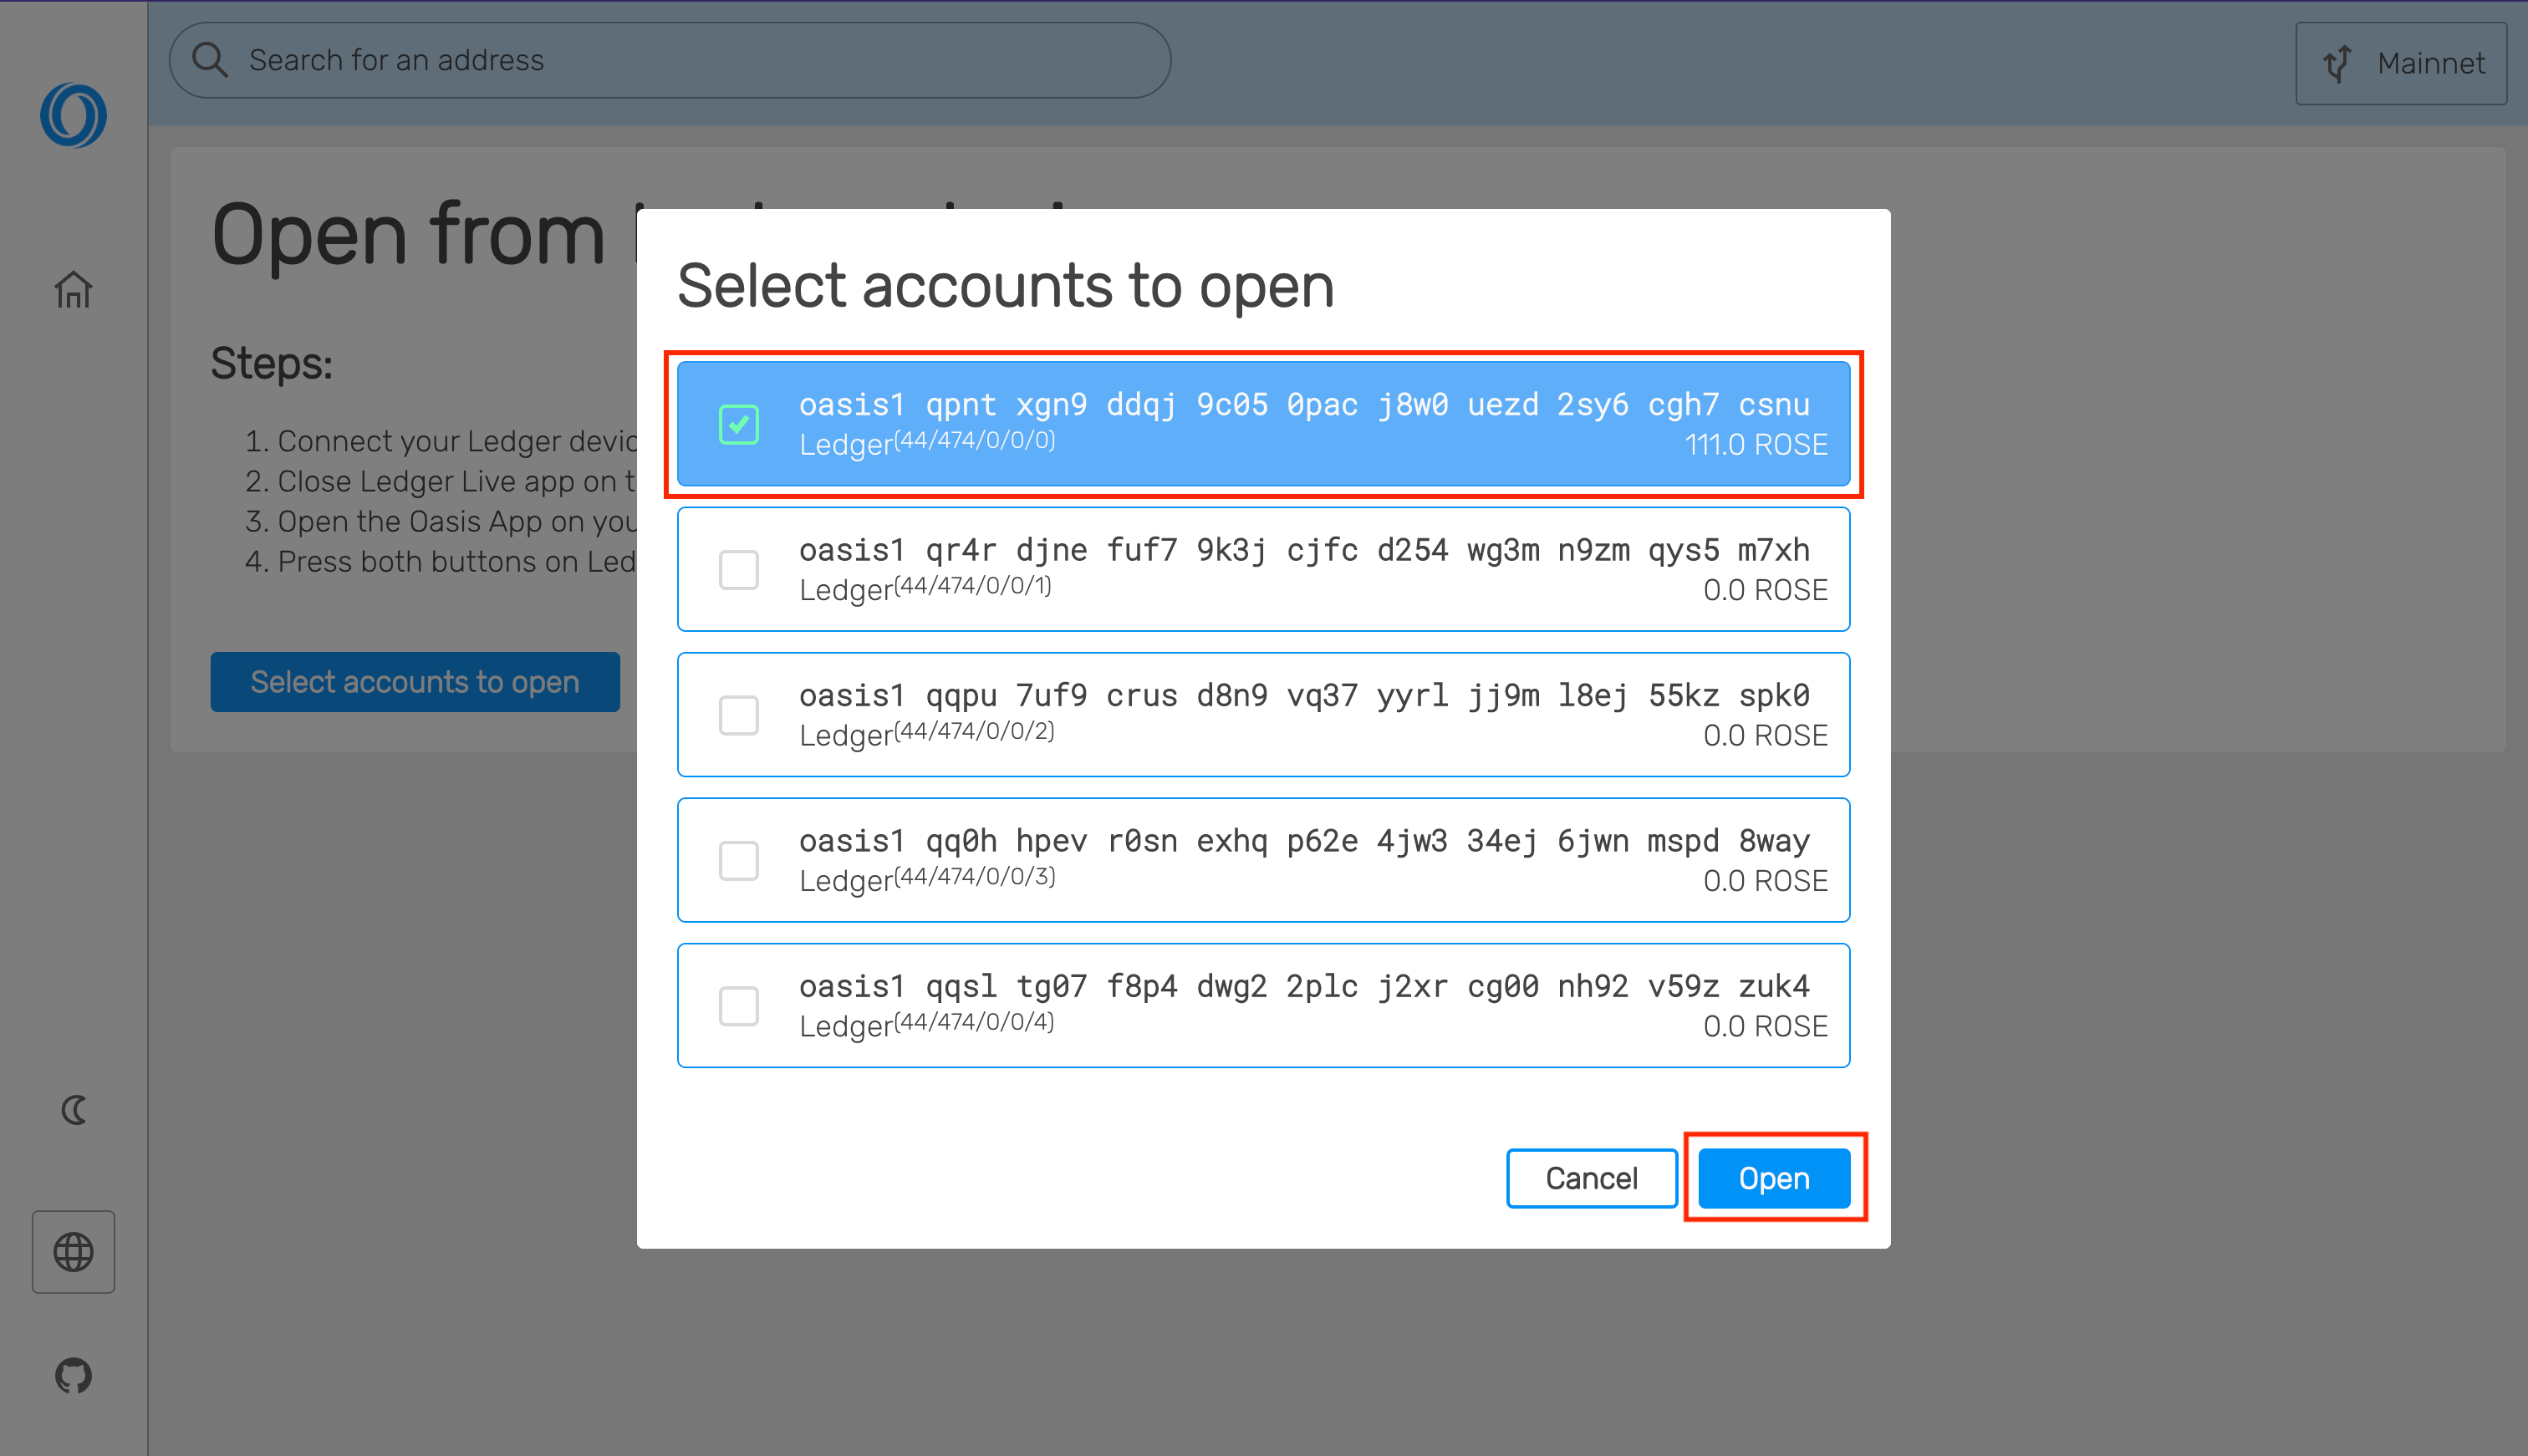 Search for an address
Mainnet
Open from
Steps:
1. Connect your Ledger devic
2. Close Ledger Live app on t
3. Open the Oasis App on you
4. Press both buttons on Led
Select accounts to open
Select accounts to open
oasis1 qpnt xgn9 ddqj 9c05 0pac j8w0 uezd 2sy6 cgh7 csnu
Ledger(44/474/0/0/0) 111.0 ROSE
oasis1 qr4r djne fuf7 9k3j cjfc d254 wg3m n9zm qys5 m7xh
Ledger(44/474/0/0/1) 0.0 ROSE
oasis1 qqpu 7uf9 crus d8n9 vq37 yyrl jj9m l8ej 55kz spk0
Ledger(44/474/0/0/2) 0.0 ROSE
oasis1 qq0h hpev r0sn exhq p62e 4jw3 34ej 6jwn mspd 8way
Ledger(44/474/0/0/3) 0.0 ROSE
oasis1 qqsl tg07 f8p4 dwg2 2plc j2xr cg00 nh92 v59z zuk4
Ledger(44/474/0/0/4) 0.0 ROSE
Cancel
Open